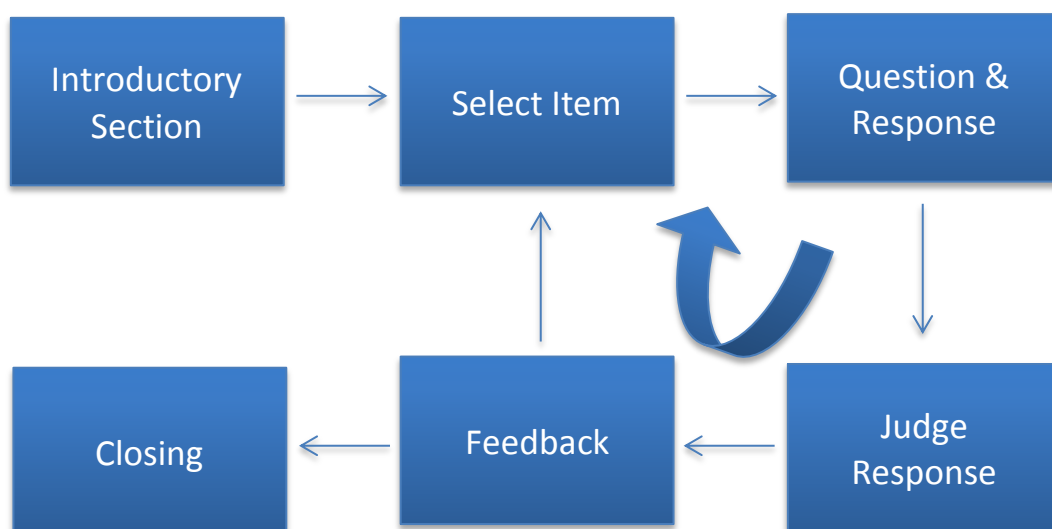 Introductory
Section
Select Item
Question &
Response
Closing
Feedback
Judge
Response